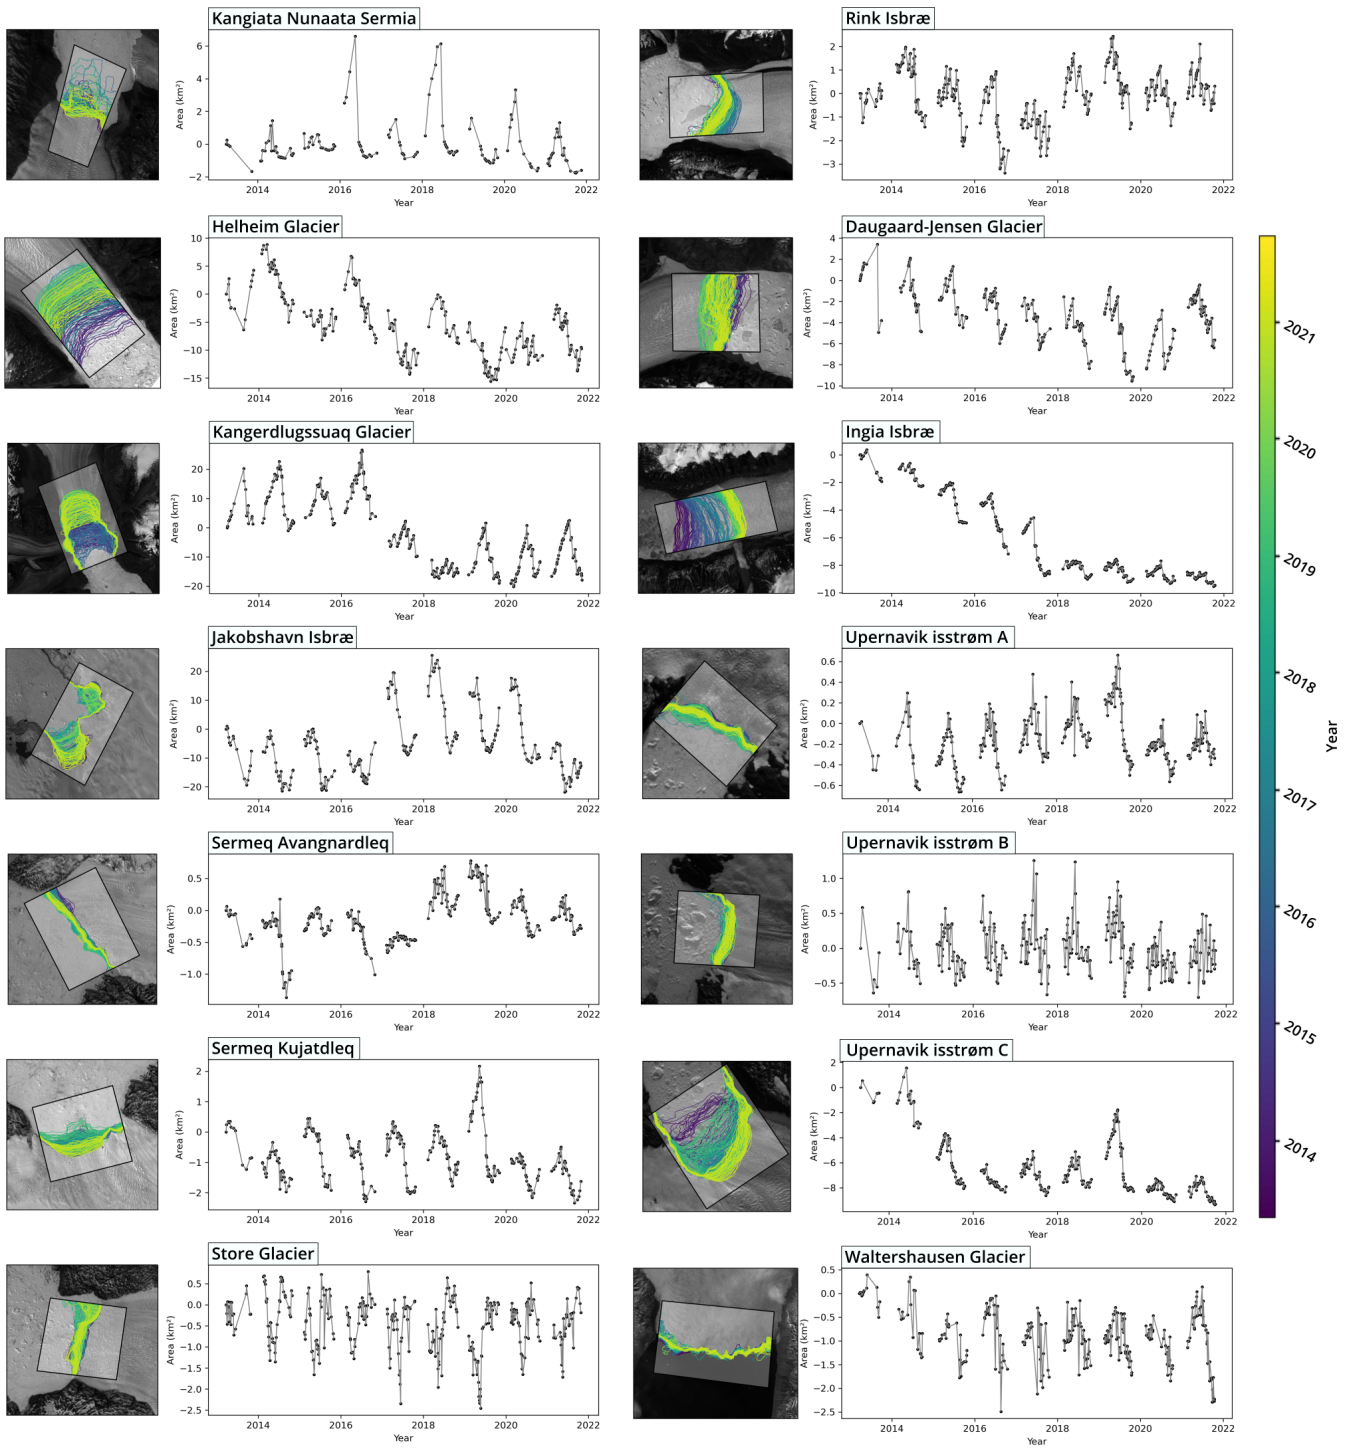 Kangiata Nunaata Sermia
Area (km²)
6
4
2
0
−2
2014 2016 2018 2020 2022
Year
Rink Isbræ
Area (km²)
2
1
0
−1
−2
−3
2014 2016 2018 2020 2022
Year
Helheim Glacier
Area (km²)
10
5
0
−5
−10
−15
2014 2016 2018 2020 2022
Year
Daugaard-Jensen Glacier
Area (km²)
4
2
0
−2
−4
−6
−8
−10
2014 2016 2018 2020 2022
Year
Kangerdlugssuaq Glacier
Area (km²)
20
10
0
−10
−20
2014 2016 2018 2020 2022
Year
Ingia Isbræ
Area (km²)
0
−2
−4
−6
−8
−10
2014 2016 2018 2020 2022
Year
Jakobshavn Isbræ
Area (km²)
20
10
0
−10
−20
2014 2016 2018 2020 2022
Year
Upernavik isstrøm A
Area (km²)
0.6
0.4
0.2
0.0
−0.2
−0.4
−0.6
2014 2016 2018 2020 2022
Year
Sermeq Avangnardleq
Area (km²)
0.5
0.0
−0.5
−1.0
2014 2016 2018 2020 2022
Year
Upernavik isstrøm B
Area (km²)
1.0
0.5
0.0
−0.5
2014 2016 2018 2020 2022
Year
Sermeq Kujatdleq
Area (km²)
2
1
0
−1
−2
2014 2016 2018 2020 2022
Year
Upernavik isstrøm C
Area (km²)
2
0
−2
−4
−6
−8
2014 2016 2018 2020 2022
Year
Store Glacier
Area (km²)
0.5
0.0
−0.5
−1.0
−1.5
−2.0
−2.5
2014 2016 2018 2020 2022
Year
Waltershausen Glacier
Area (km²)
0.5
0.0
−0.5
−1.0
−1.5
−2.0
−2.5
2014 2016 2018 2020 2022
Year
2021
2020
2019
2018
2017
2016
2015
2014
Year